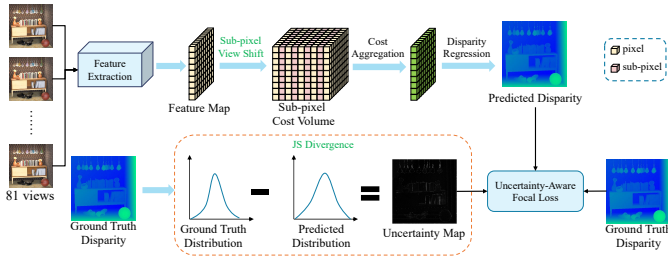 Feature
Extraction
Feature Map
Sub-pixel
View Shift
Sub-pixel
Cost Volume
Cost
Aggregation
Disparity
Regression
Predicted Disparity
pixel
sub-pixel
81 views
Ground Truth
Disparity
JS Divergence
Ground Truth
Distribution
Predicted
Distribution
Uncertainty Map
Uncertainty-Aware
Focal Loss
Ground Truth
Disparity